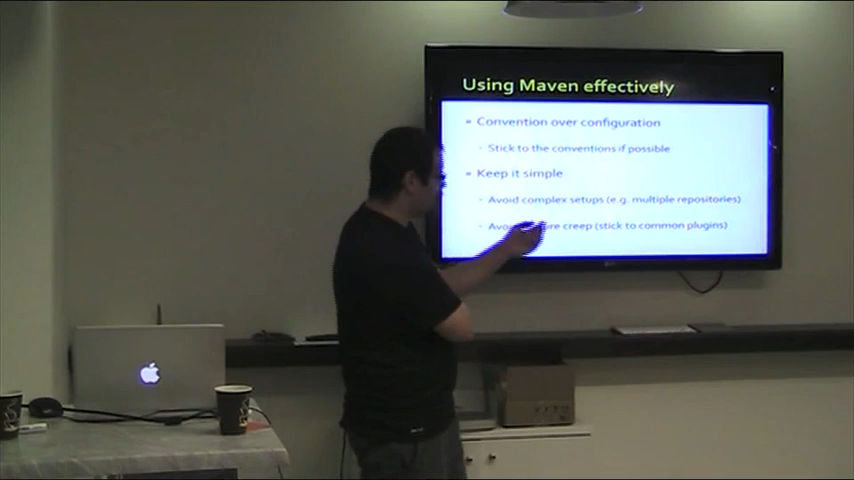 Using Maven effectively
Convention over configuration
Stick to the conventions if possible
Keep it simple
Avoid complex setups (e.g. multiple repositories)
creep (stick to common plugins)